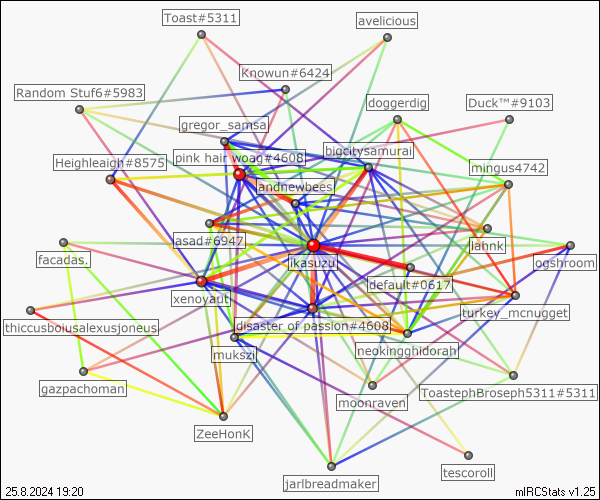 Toast#5311
avelicious
Knowun#6424
Random Stuf6#5983
doggerdig
Duck™#9103
gregor_samsa
bigcitysamurai
pink hair woag#4608
Heighleaigh#8575
mingus4742
andnewbees
jasad#6947
lahnk
ikasuzu
ogshroom
facadas.
default#0617
xenoyaut
turkey_mcnugget
thiccusboiusalexusjoneus
disaster of passion#4608
mukszi
neokingghidorah
gazpachoman
moonraven
ToastephBroseph5311#5311
ZeeHonK
tescoroll
jarlbreadmaker
25.8.2024 19:20
mIRCStats v1.25